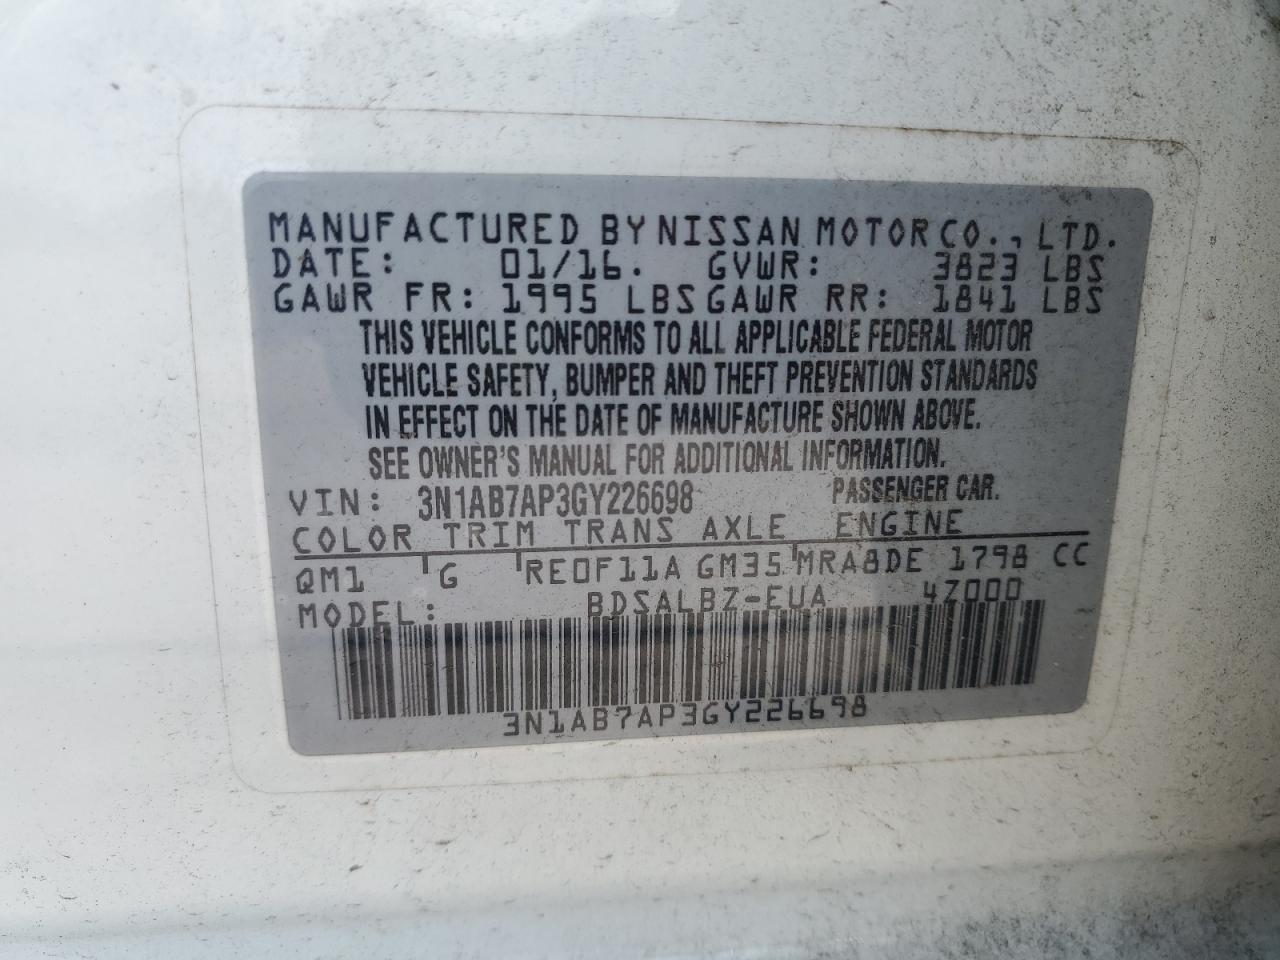 MANUFACTURED BY NISSAN MOTOR CO., LTD.
DATE: 01/16. GVWR: 3823 LBS
GAWR FR: 1995 LBS GAWR RR: 1841 LBS
THIS VEHICLE CONFORMS TO ALL APPLICABLE FEDERAL MOTOR
VEHICLE SAFETY, BUMPER AND THEFT PREVENTION STANDARDS
IN EFFECT ON THE DATE OF MANUFACTURE SHOWN ABOVE.
SEE OWNER'S MANUAL FOR ADDITIONAL INFORMATION.
VIN: 3N1AB7AP3GY226698 PASSENGER CAR.
COLOR TRIM TRANS AXLE ENGINE
QM1 G RE0F11A GM35 MRA8DE 1798 CC
MODEL: BDSALBZ-EUA 4Z000
3N1AB7AP3GY226698